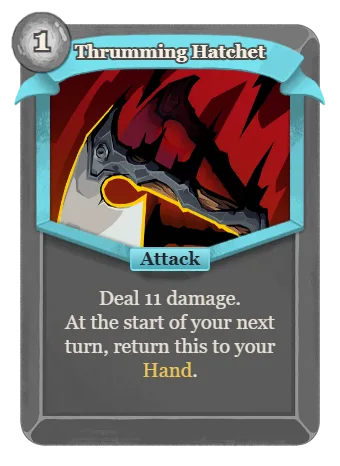 1
Thrumming Hatchet
Attack
Deal 11 damage.
At the start of your next
turn, return this to your
Hand.